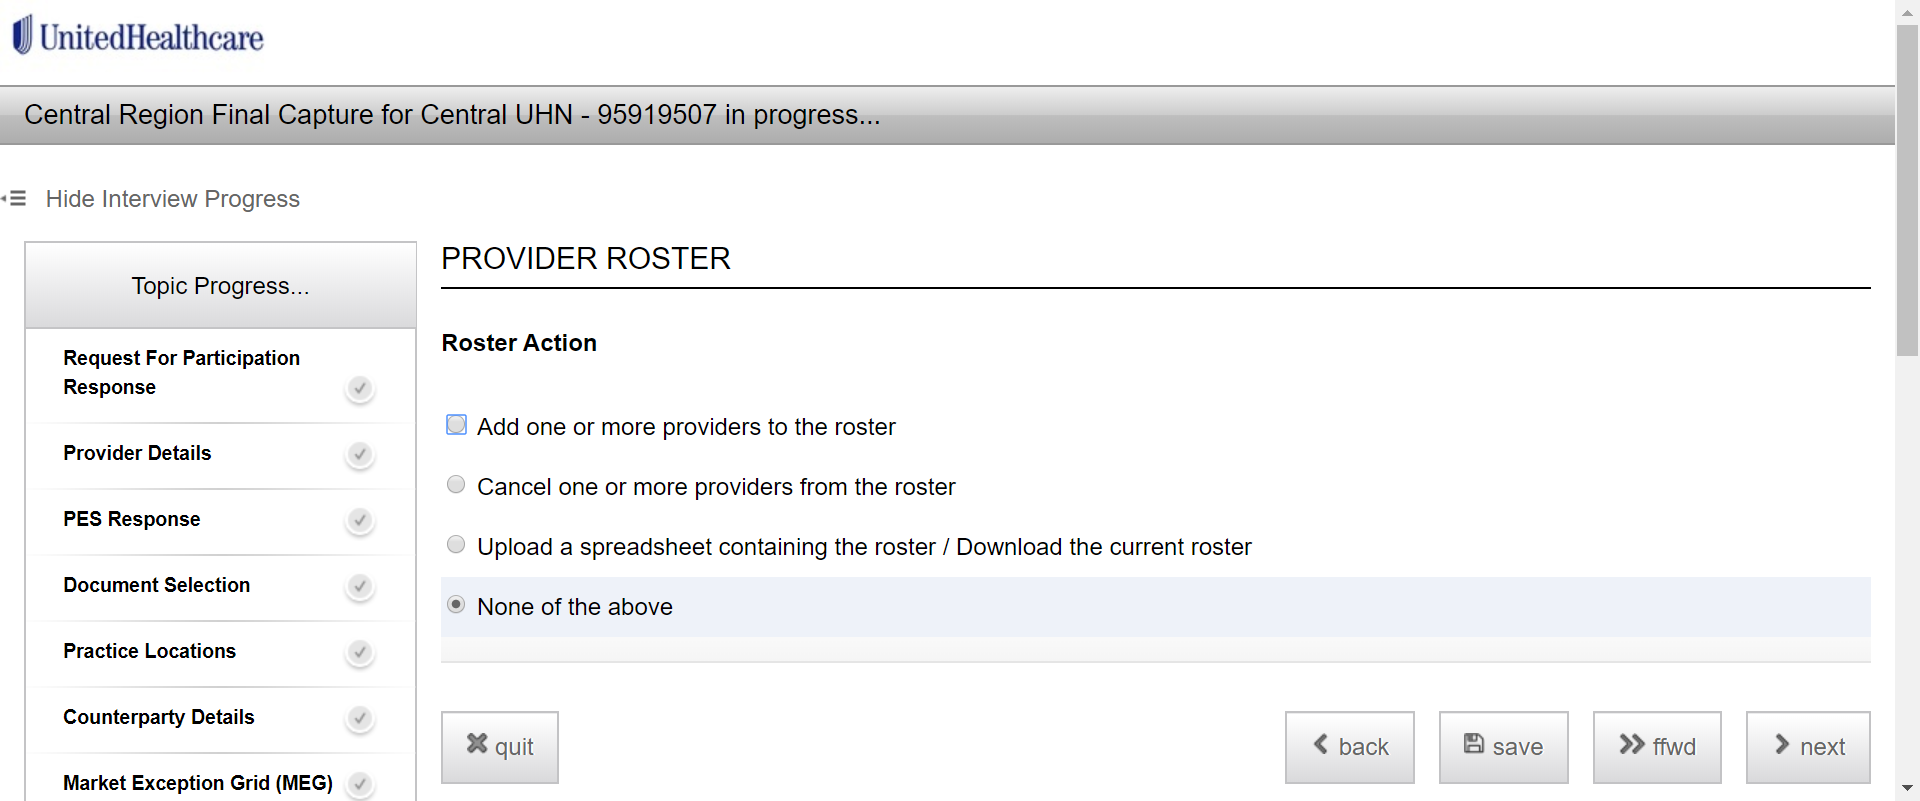 UnitedHealthcare
Central Region Final Capture for Central UHN - 95919507 in progress...
Hide Interview Progress
Topic Progress...
Request For Participation
Response
Provider Details
PES Response
Document Selection
Practice Locations
Counterparty Details
Market Exception Grid (MEG)
PROVIDER ROSTER
Roster Action
Add one or more providers to the roster
Cancel one or more providers from the roster
Upload a spreadsheet containing the roster / Download the current roster
None of the above
quit
back
save
ffwd
next